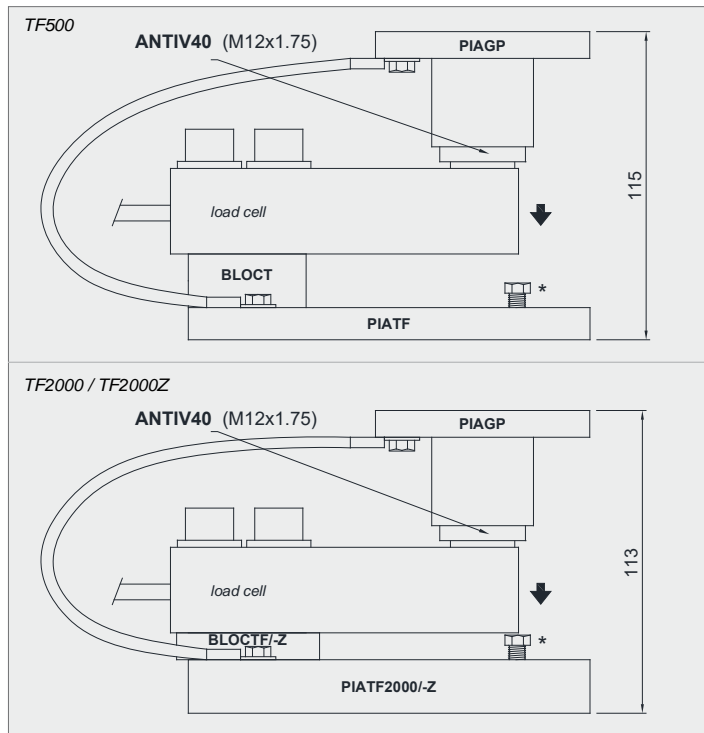 TF500
ANTIV40 (M12x1.75)
PIAGP
115
load cell
BLOCT
*
PIATF
TF2000 / TF2000Z
ANTIV40 (M12x1.75)
PIAGP
113
load cell
BLOCTF/-Z
*
PIATF2000/-Z